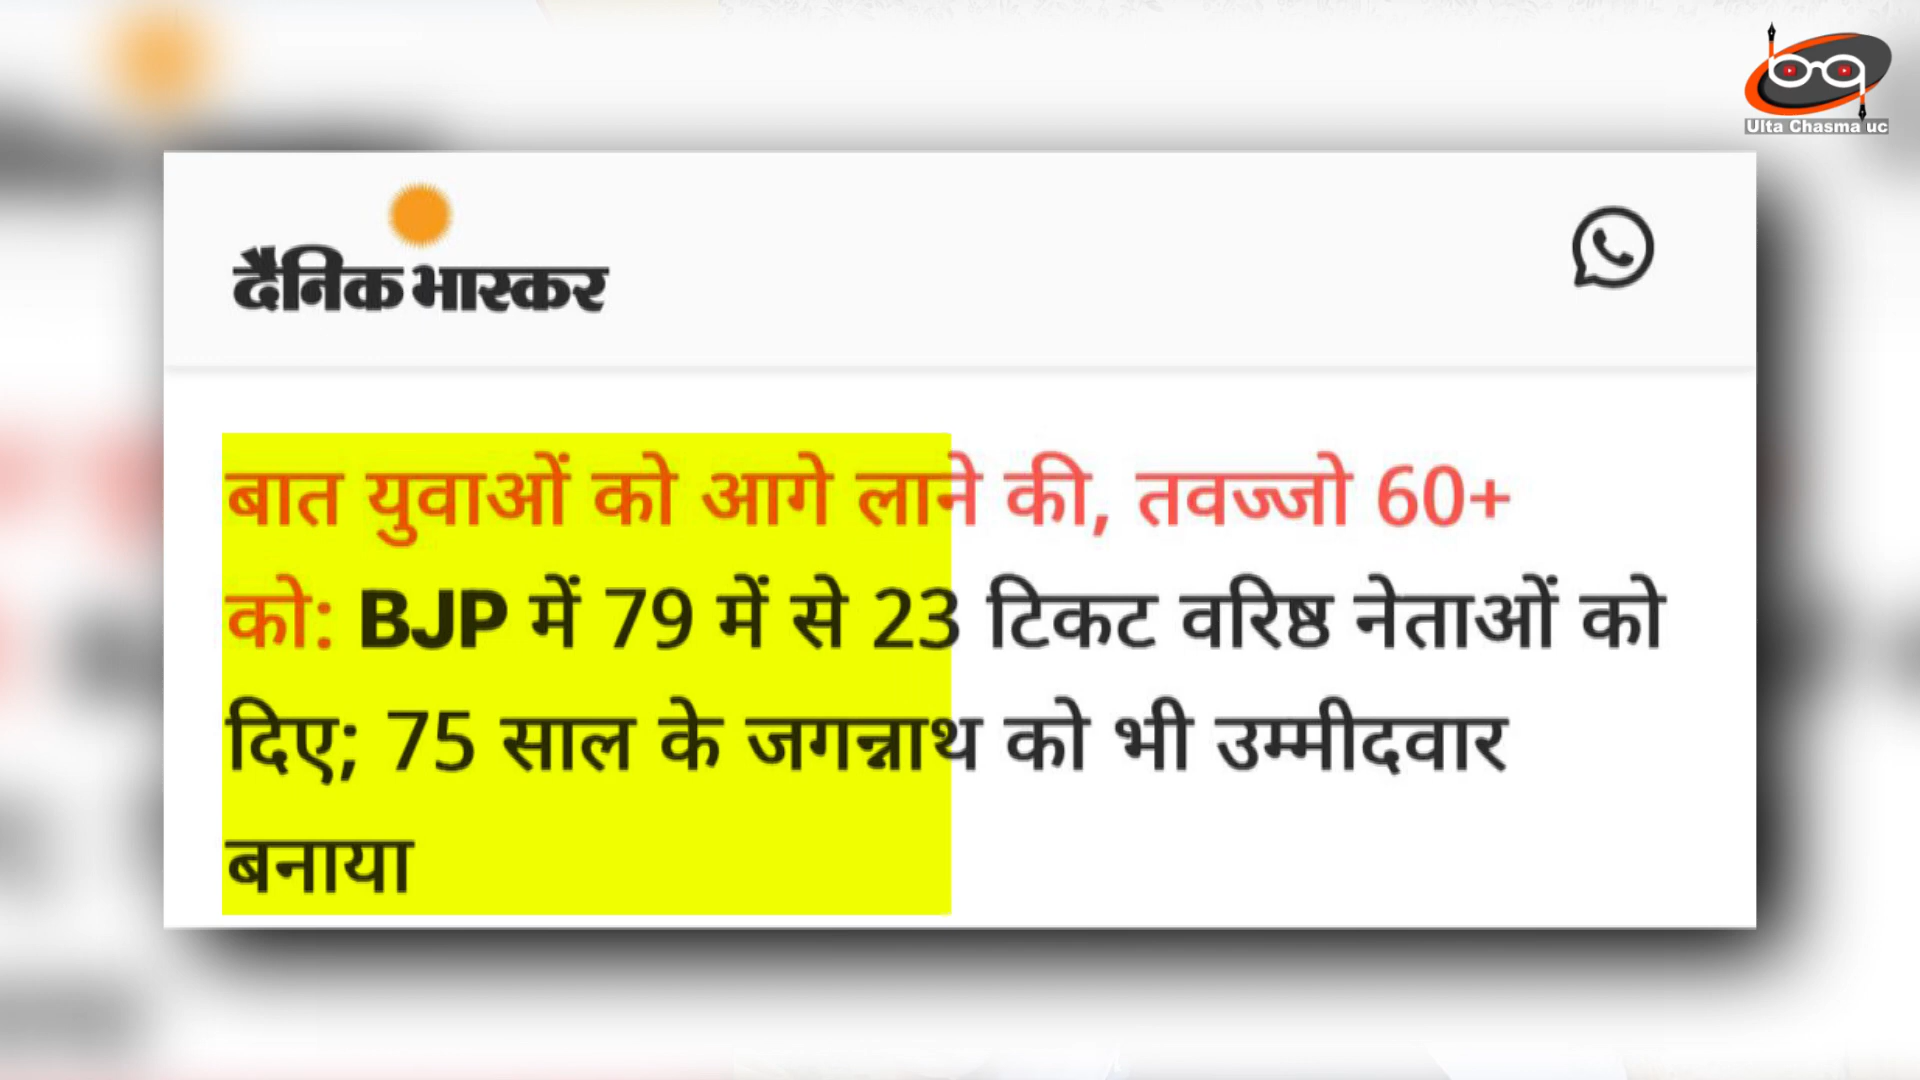 Ulta Chasma uc
दैनिक भास्कर
बात युवाओं को आगे लाने की, तवज्जो 60+
को: BJP में 79 में से 23 टिकट वरिष्ठ नेताओं को
दिए; 75 साल के जगन्नाथ को भी उम्मीदवार
बनाया